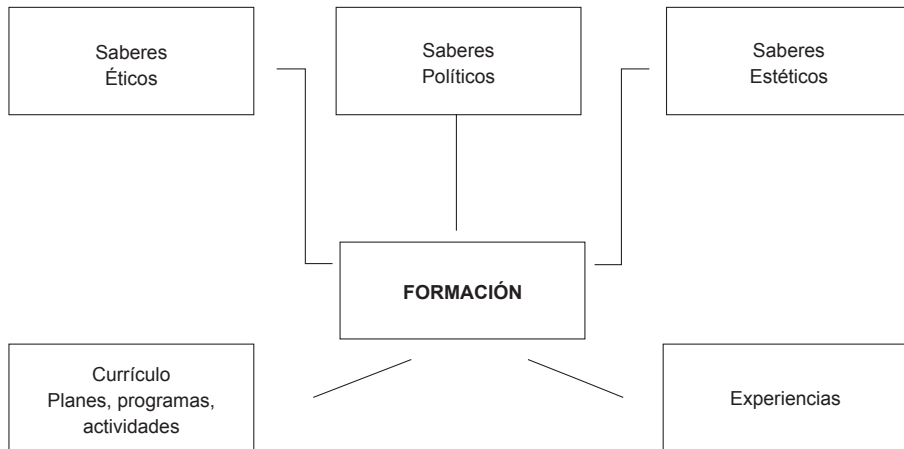 Saberes
Éticos
Saberes
Políticos
Saberes
Estéticos
FORMACIÓN
Currículo
Planes, programas,
actividades
Experiencias